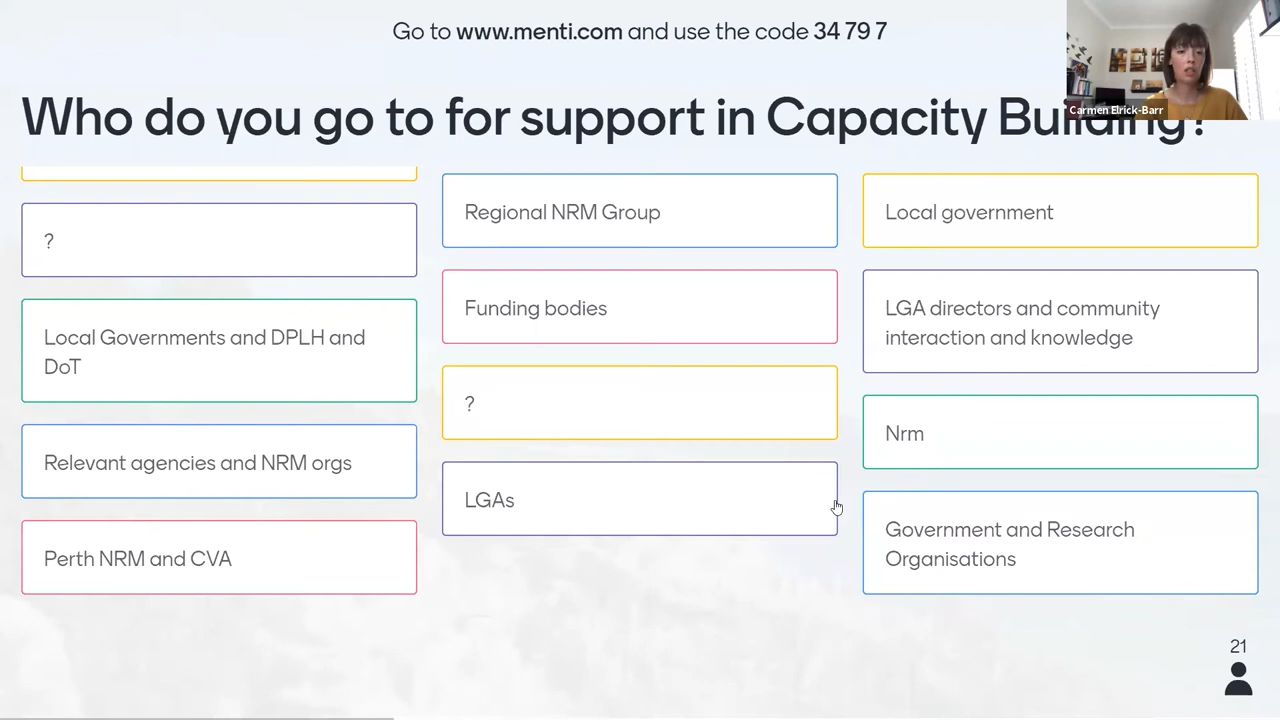 Go to www.menti.com and use the code 34 79 7
Carmen Elrick-Barr
Who do you go to for support in Capacity Building?
?
Local Governments and DPLH and
DoT
Relevant agencies and NRM orgs
Perth NRM and CVA
Regional NRM Group
Funding bodies
?
LGAs
Local government
LGA directors and community
interaction and knowledge
Nrm
Government and Research
Organisations
21